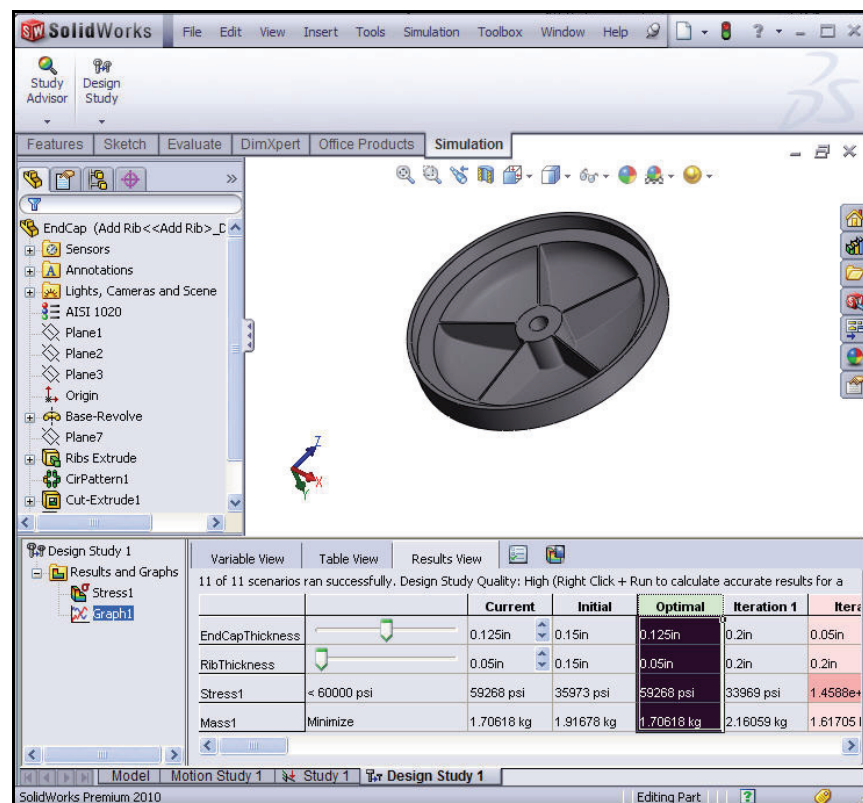 SolidWorks File Edit View Insert Tools Simulation Toolbox Window Help ?
Study Advisor
Design Study
Features Sketch Evaluate DimXpert Office Products Simulation
EndCap (Add Rib<<Add Rib>_D
Sensors
Annotations
Lights, Cameras and Scene
AISI 1020
Plane1
Plane2
Plane3
Origin
Base-Revolve
Plane7
Ribs Extrude
CirPattern1
Cut-Extrude1
Z
X
Y
Design Study 1
Results and Graphs
Stress1
Graph1
Variable View Table View Results View
11 of 11 scenarios ran successfully. Design Study Quality: High (Right Click + Run to calculate accurate results for a
Current Initial Optimal Iteration 1 Itera
EndCapThickness 0.125in 0.15in 0.125in 0.2in 0.05in
RibThickness 0.05in 0.15in 0.05in 0.2in 0.2in
Stress1 < 60000 psi 59268 psi 35973 psi 59268 psi 33969 psi 1.4588e+
Mass1 Minimize 1.70618 kg 1.91678 kg 1.70618 kg 2.16059 kg 1.61705
Model Motion Study 1 Study 1 Design Study 1
SolidWorks Premium 2010 Editing Part ?